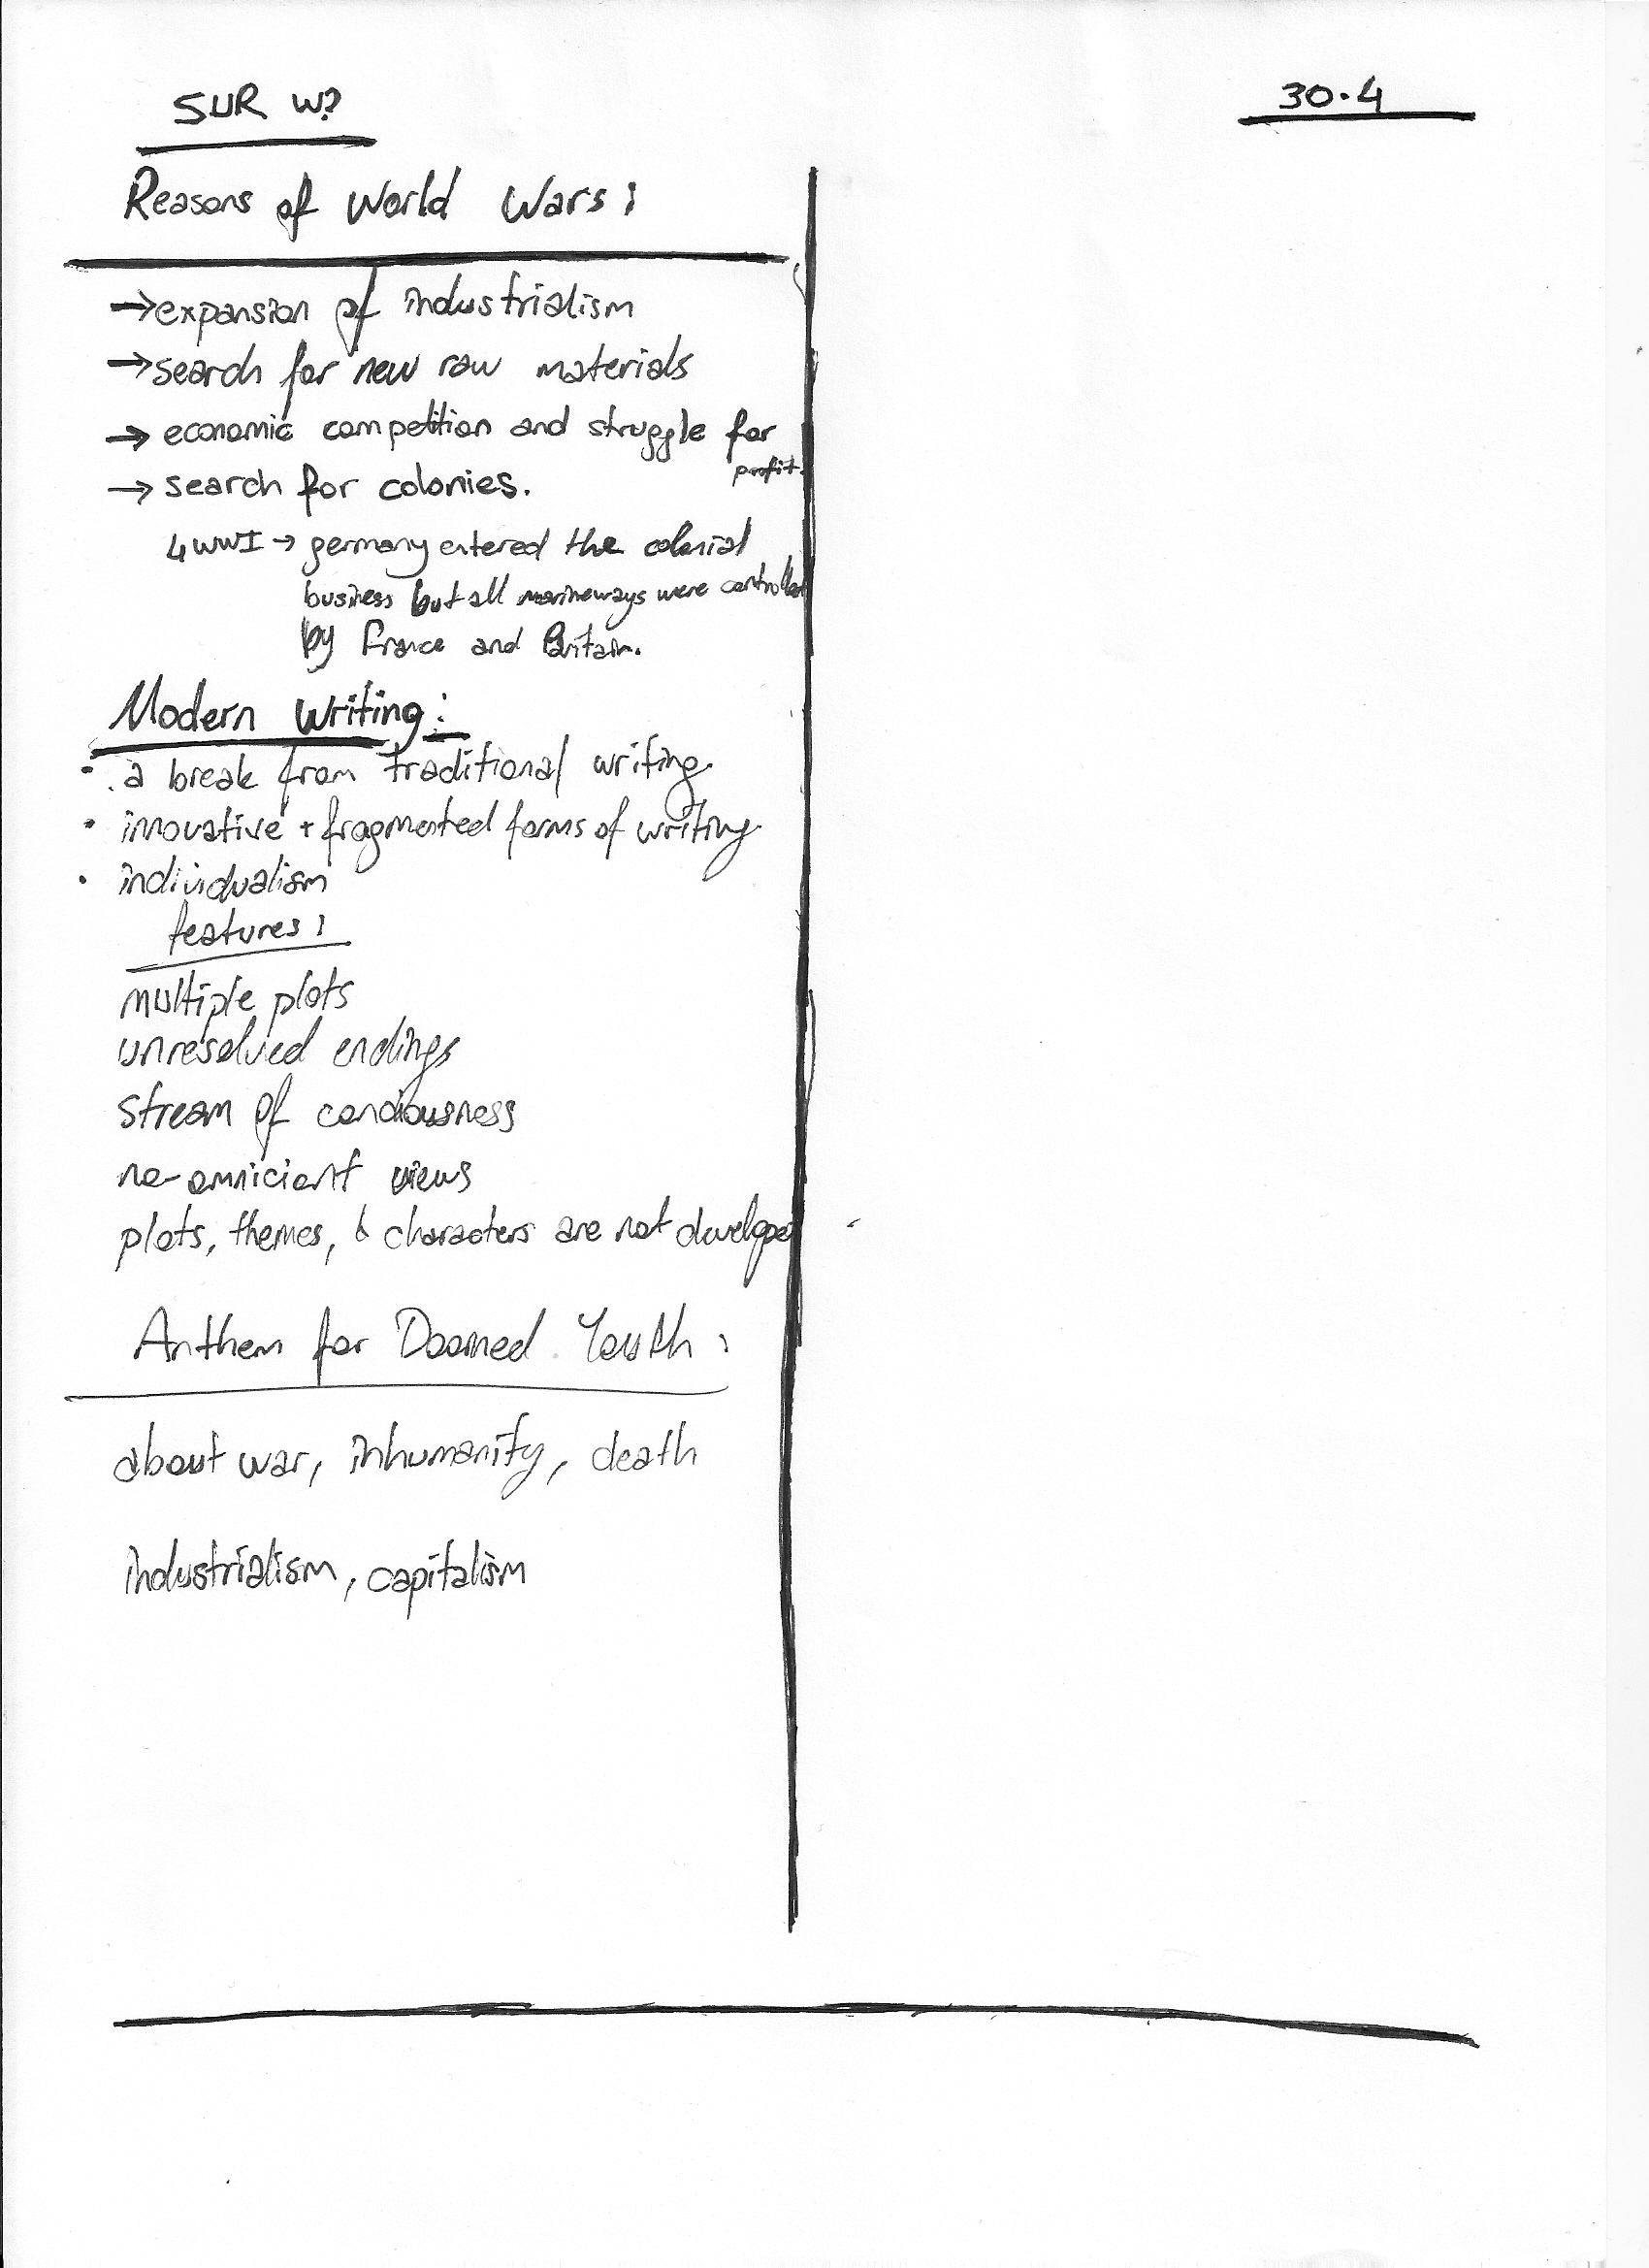 SUR W?
30.4
Reasons of World Wars:
→ expansion of industrialism
→ search for new raw materials
→ economic competition and struggle for
profit.
→ search for colonies.
↳ WWI → germany entered the colonial
business but all marineways were controlled
by France and Britain.
Modern Writing:
• a break from traditional writing.
• innovative + fragmented forms of writing.
• individualism
features:
multiple plots
unresolved endings
stream of conciousness
no-omnicient views
plots, themes, & characters are not developed
Anthem for Doomed Youth:
about war, inhumanity, death
industrialism, capitalism